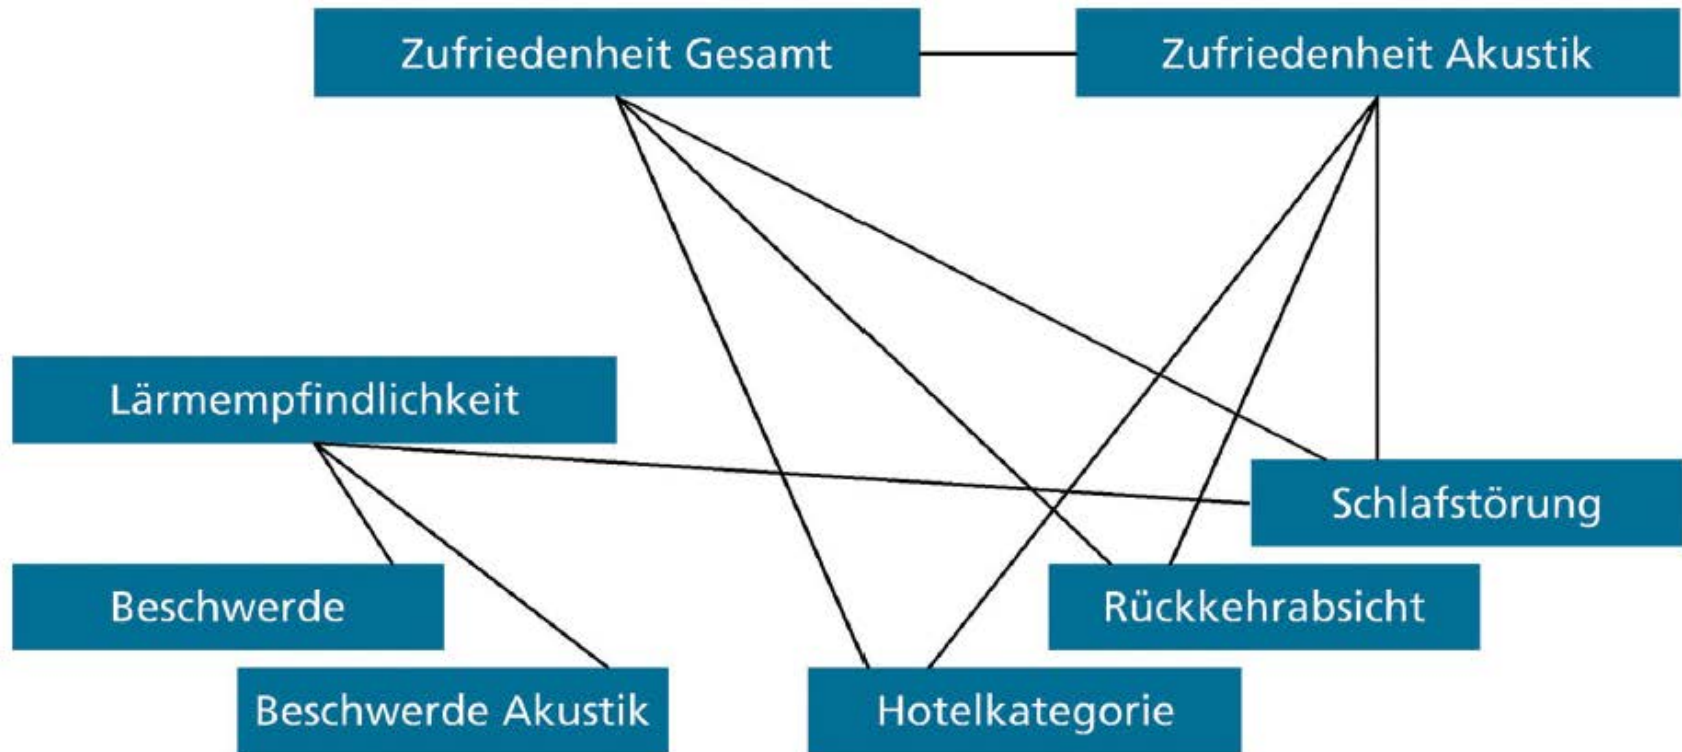 Zufriedenheit Gesamt
Zufriedenheit Akustik
Lärmempfindlichkeit
Schlafstörung
Beschwerde
Rückkehrabsicht
Beschwerde Akustik
Hotelkategorie